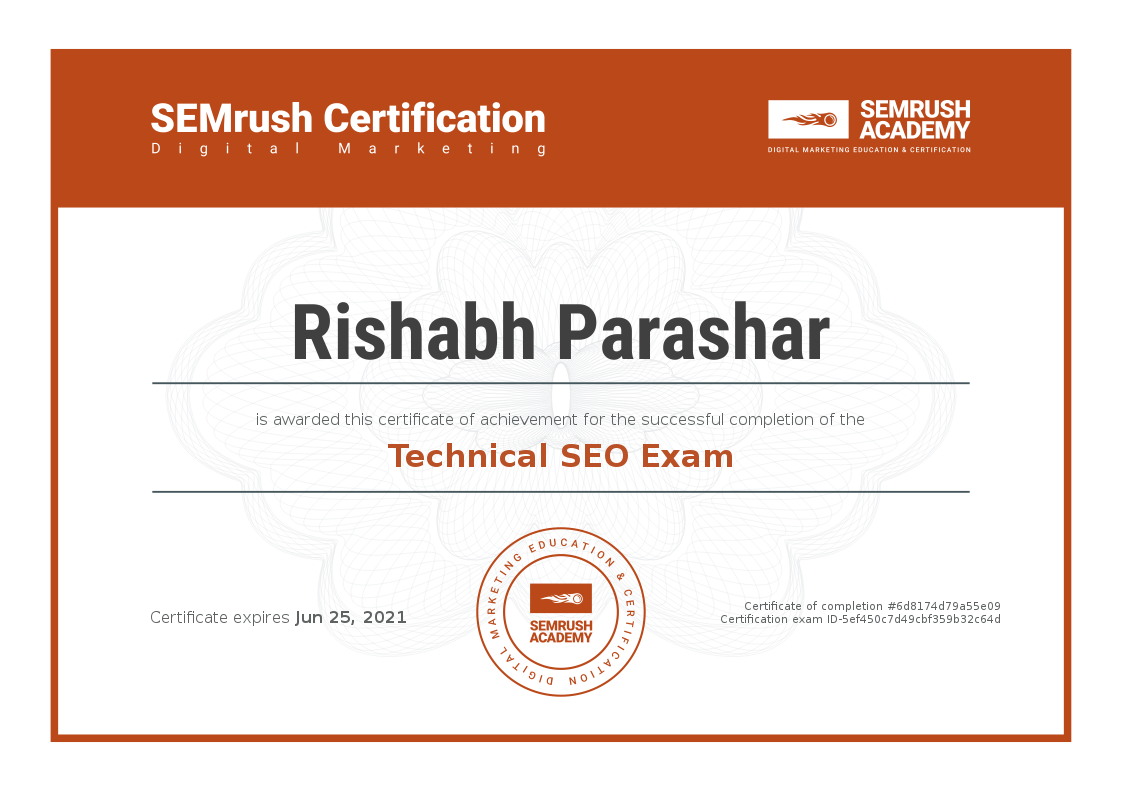 SEMrush Certification
Digital Marketing
SEMRUSH
ACADEMY
DIGITAL MARKETING EDUCATION & CERTIFICATION
Rishabh Parashar
is awarded this certificate of achievement for the successful completion of the
Technical SEO Exam
Certificate expires Jun 25, 2021
DIGITAL MARKETING EDUCATION & CERTIFICATION
SEMRUSH
ACADEMY
Certificate of completion #6d8174d79a55e09
Certification exam ID-5ef450c7d49cbf359b32c64d